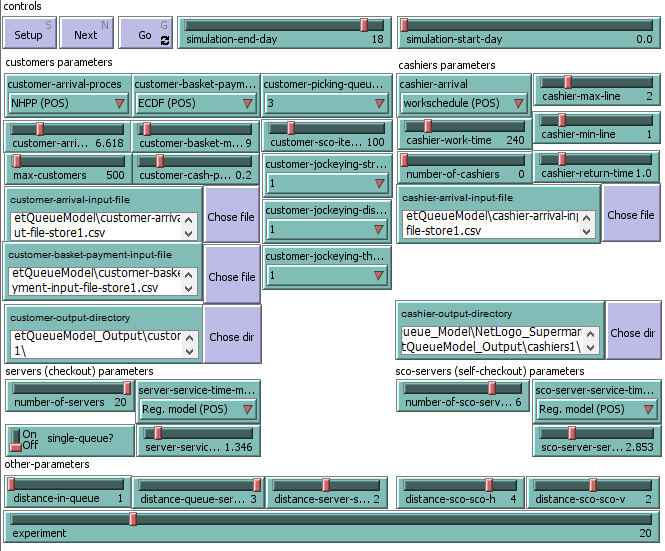 controls
Setup S
Next N
Go G
simulation-end-day 18
simulation-start-day 0.0
customers parameters
cashiers parameters
customer-arrival-proces
NHPP (POS)
customer-basket-paym...
ECDF (POS)
customer-picking-queu...
3
cashier-arrival
workschedule (POS)
cashier-max-line 2
customer-arri... 6.618
customer-basket-m... 9
customer-sco-ite... 100
cashier-work-time 240
cashier-min-line 1
max-customers 500
customer-cash-p... 0.2
customer-jockeying-str...
1
number-of-cashiers 0
cashier-return-time 1.0
customer-arrival-input-file
etQueueModel\customer-arriva
ut-file-store1.csv
Chose file
customer-jockeying-dis...
1
cashier-arrival-input-file
etQueueModel\cashier-arrival-inp
file-store1.csv
Chose file
customer-basket-payment-input-file
etQueueModel\customer-baske
yment-input-file-store1.csv
Chose file
customer-jockeying-th...
1
customer-output-directory
etQueueModel_Output\custor
1\
Chose dir
cashier-output-directory
ueue_Model\NetLogo_Supermar
tQueueModel_Output\cashiers1\
Chose dir
servers (checkout) parameters
sco-servers (self-checkout) parameters
number-of-servers 20
server-service-time-m...
Reg. model (POS)
number-of-sco-serv... 6
sco-server-service-time...
Reg. model (POS)
On
Off
single-queue?
server-servic... 1.346
sco-server-ser... 2.853
other-parameters
distance-in-queue 1
distance-queue-ser... 3
distance-server-s... 2
distance-sco-sco-h 4
distance-sco-sco-v 2
experiment 20